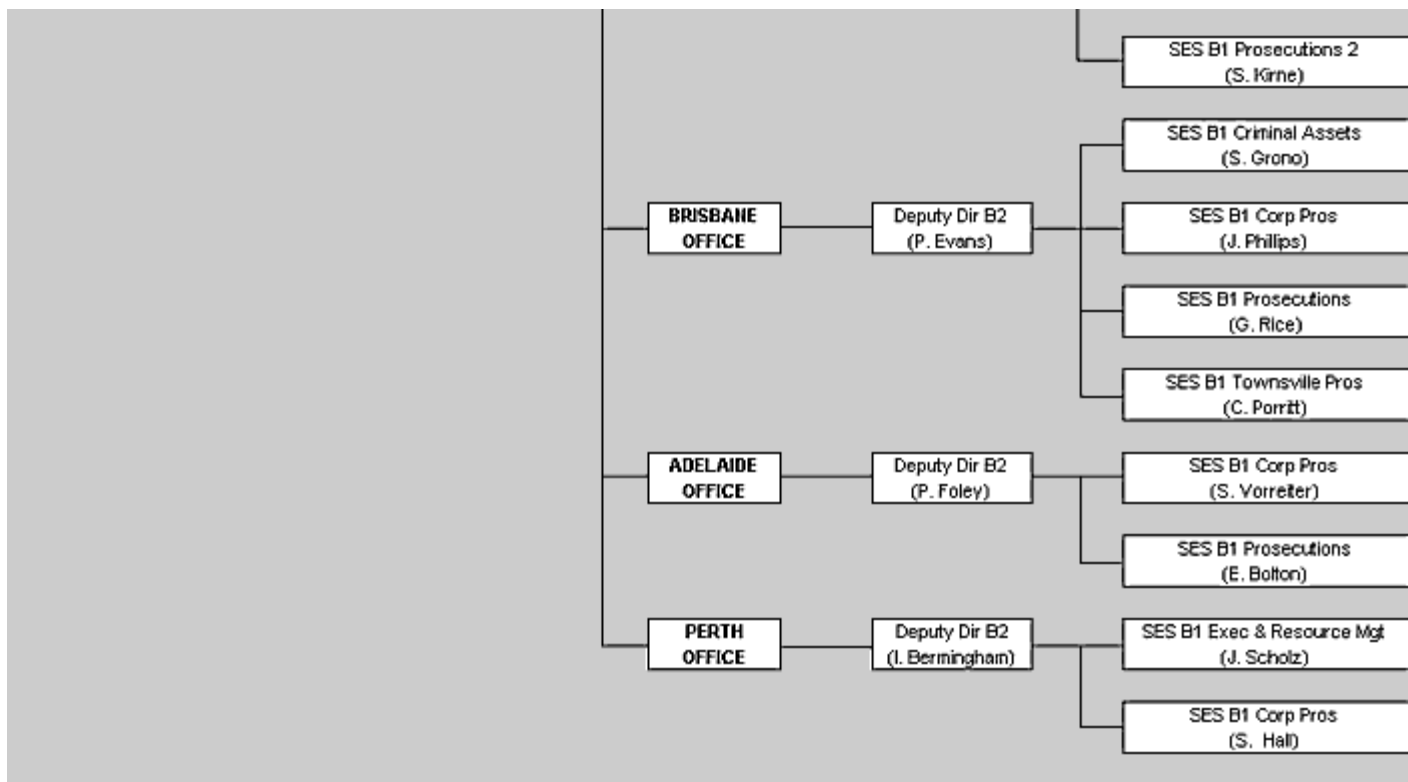 SES B1 Prosecutions 2
(S. Kirne)
SES B1 Criminal Assets
(S. Grono)
BRISBANE
OFFICE
Deputy Dir B2
(P. Evans)
SES B1 Corp Pros
(J. Phillips)
SES B1 Prosecutions
(G. Rice)
SES B1 Townsville Pros
(C. Porritt)
ADELAIDE
OFFICE
Deputy Dir B2
(P. Foley)
SES B1 Corp Pros
(S. Vorreiter)
SES B1 Prosecutions
(E. Bolton)
PERTH
OFFICE
Deputy Dir B2
(I. Bermingham)
SES B1 Exec & Resource Mgt
(J. Scholz)
SES B1 Corp Pros
(S. Hall)